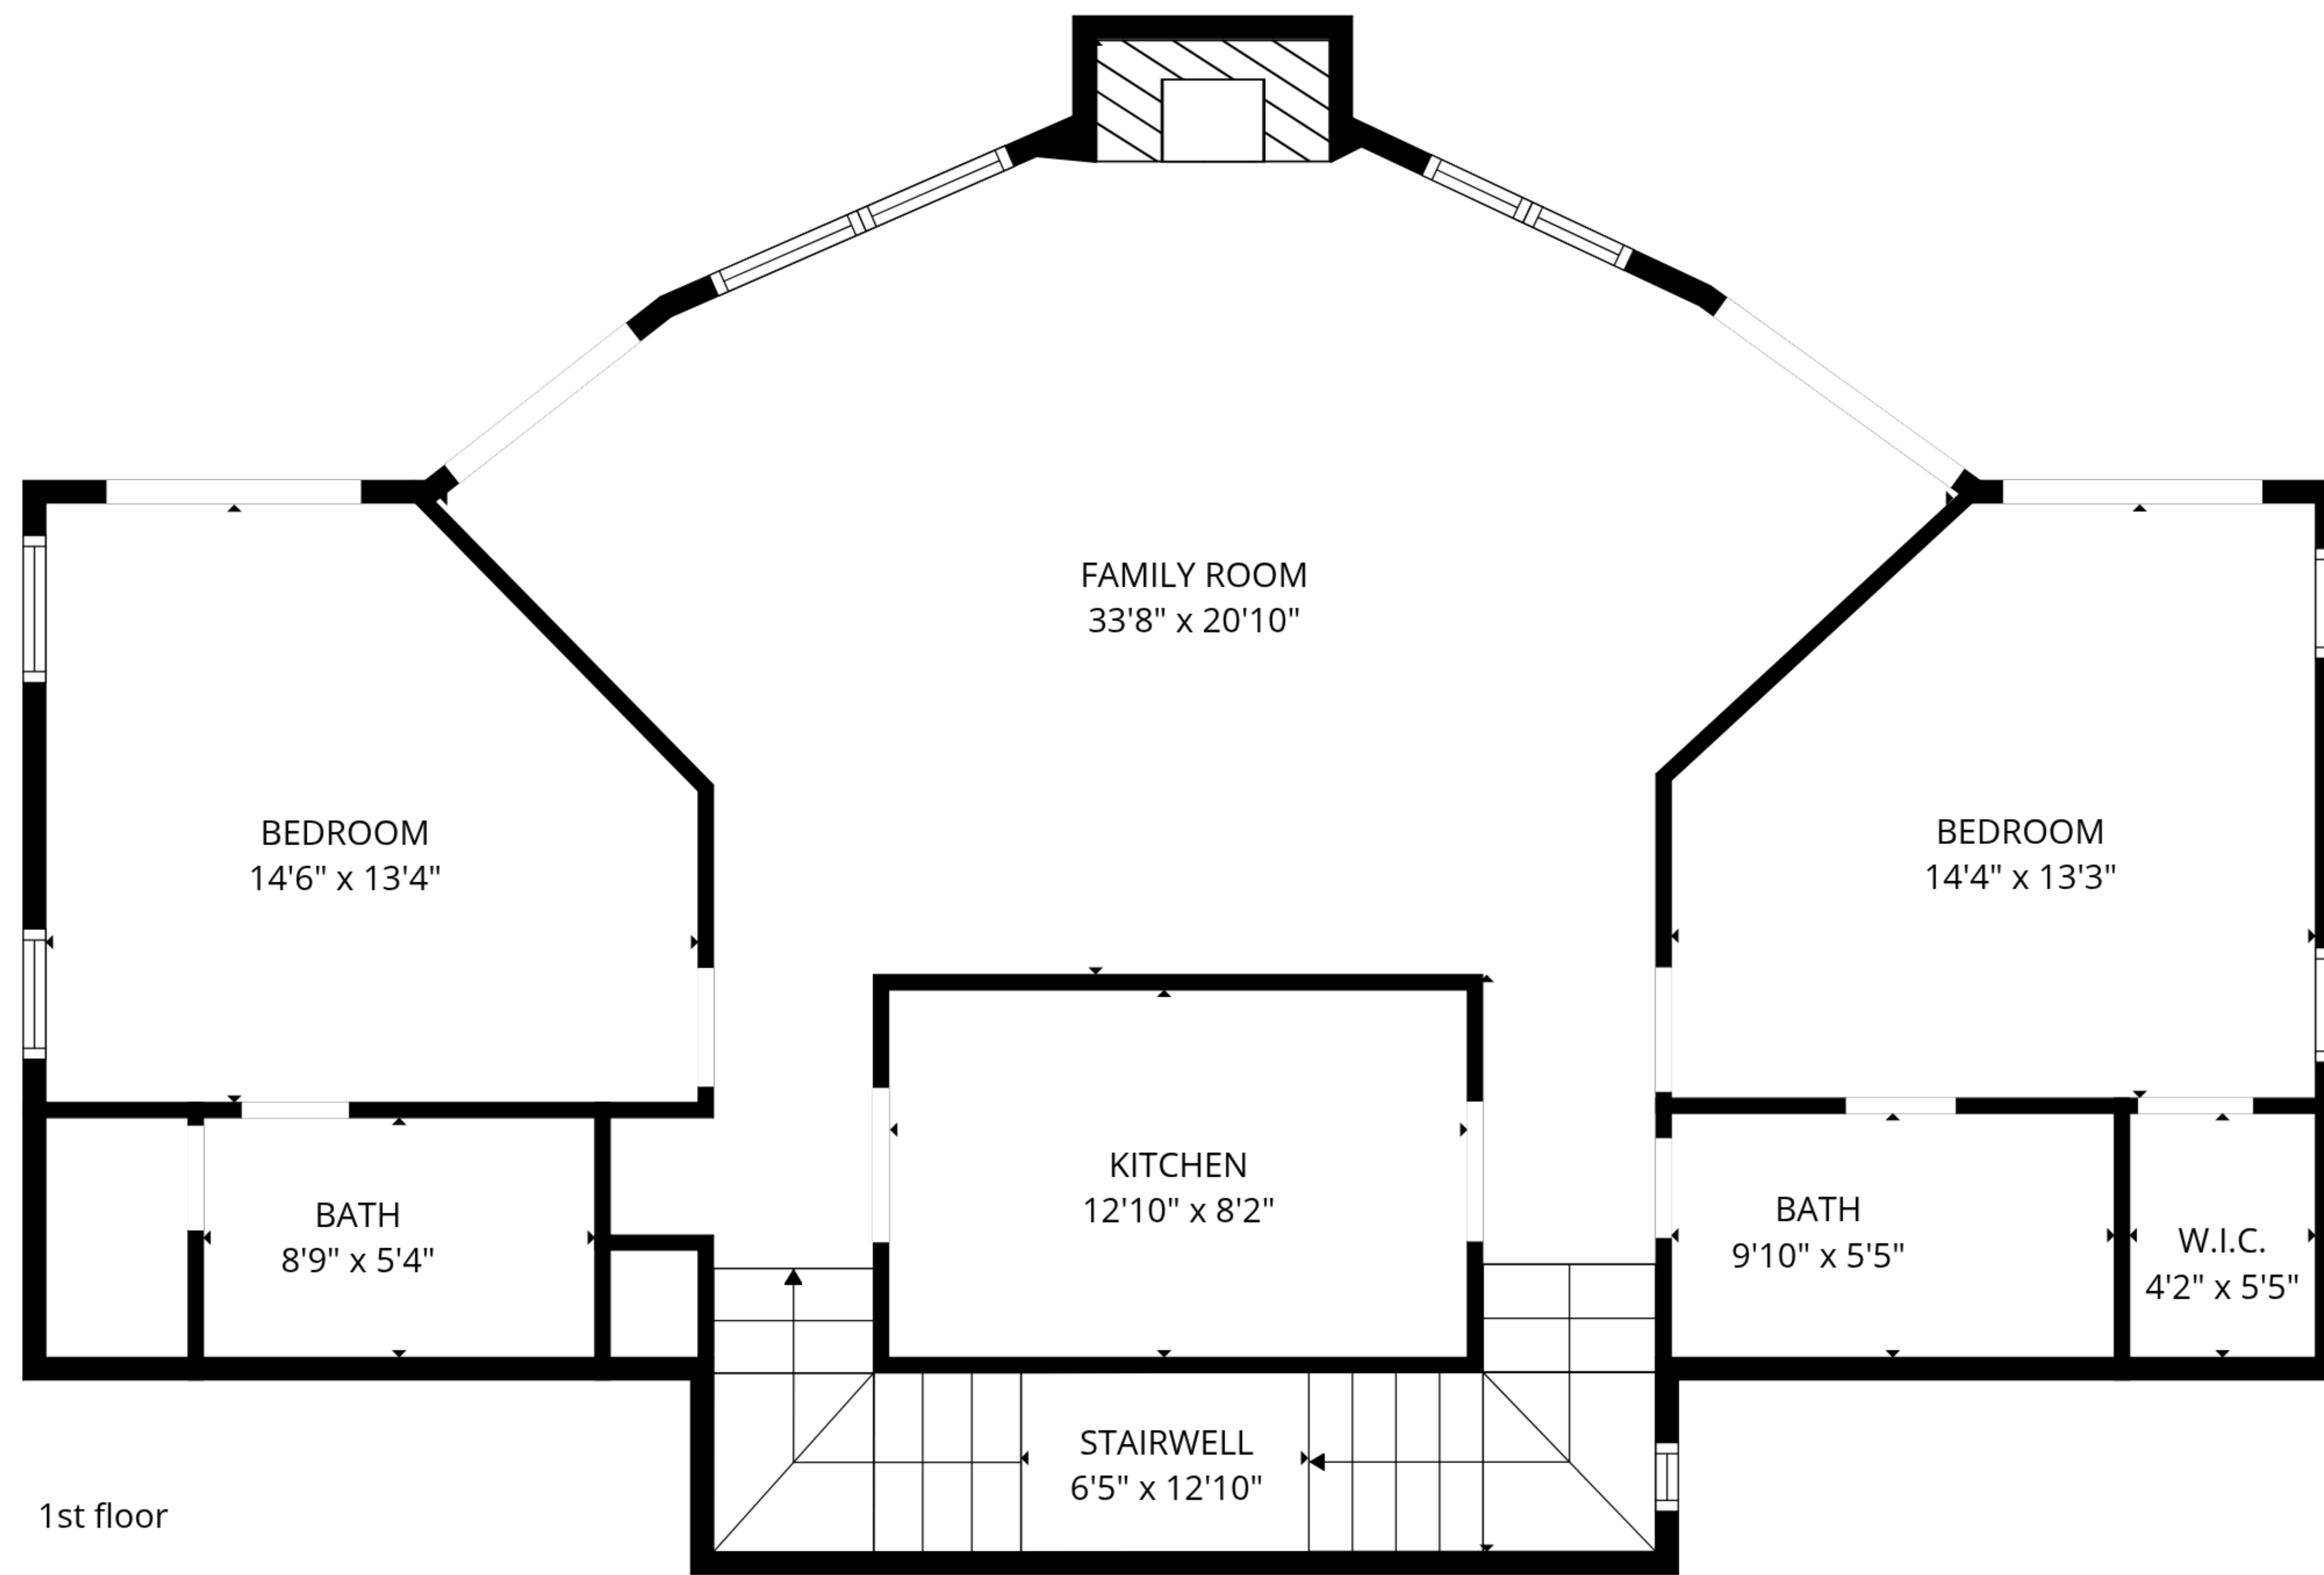 FAMILY ROOM
33'8" x 20'10"
BEDROOM
14'6" x 13'4"
BEDROOM
14'4" x 13'3"
KITCHEN
12'10" x 8'2"
BATH
8'9" x 5'4"
BATH
9'10" x 5'5"
W.I.C.
4'2" x 5'5"
STAIRWELL
6'5" x 12'10"
1st floor